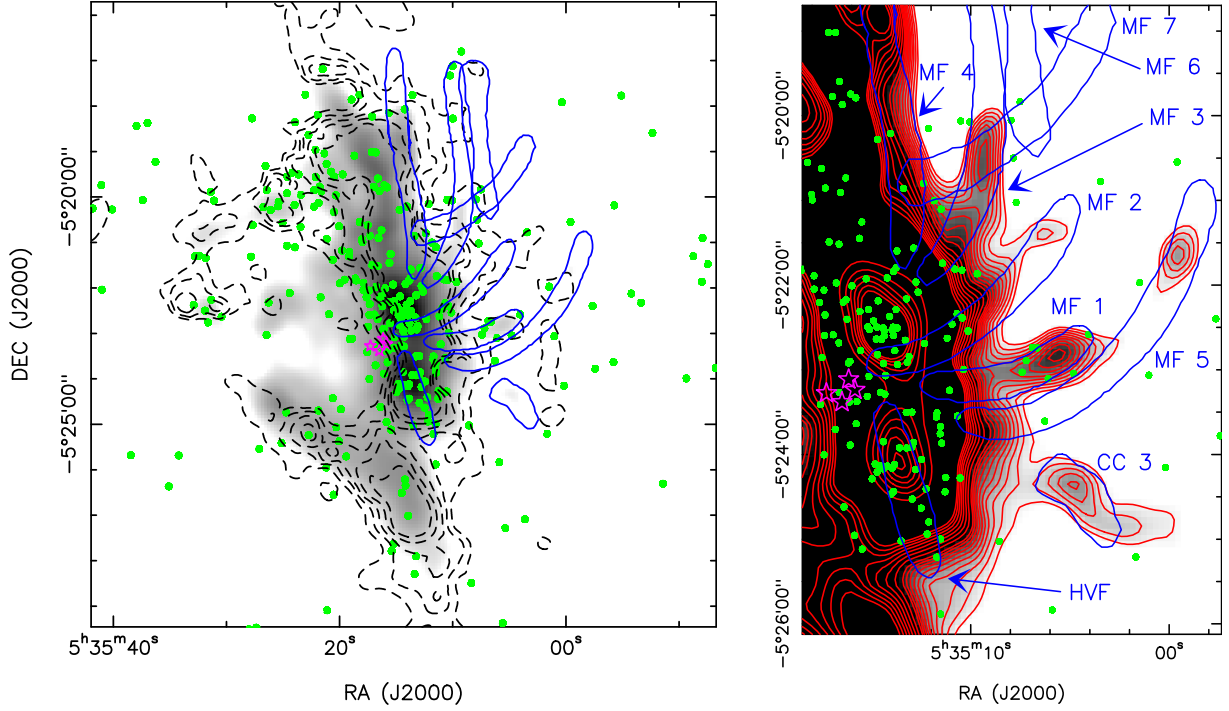 DEC (J2000)
−5°20'00"
−5°25'00"
5ʰ35ᵐ40ˢ
20ˢ
00ˢ
RA (J2000)
MF 7
MF 6
MF 4
MF 3
MF 2
MF 1
MF 5
CC 3
HVF
−5°20'00"
−5°22'00"
−5°24'00"
−5°26'00"
5ʰ35ᵐ10ˢ
00ˢ
RA (J2000)